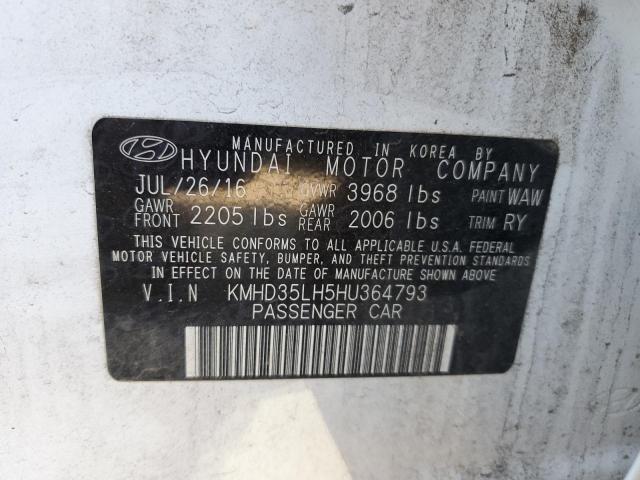 MANUFACTURED IN KOREA BY
HYUNDAI MOTOR COMPANY
JUL/26/16 GVWR 3968 lbs PAINT WAW
GAWR FRONT 2205 lbs GAWR REAR 2006 lbs TRIM RY
THIS VEHICLE CONFORMS TO ALL APPLICABLE U.S.A. FEDERAL
MOTOR VEHICLE SAFETY, BUMPER, AND THEFT PREVENTION
STANDARDS IN EFFECT ON THE DATE OF MANUFACTURE SHOWN ABOVE
V.I.N KMHD35LH5HU364793
PASSENGER CAR